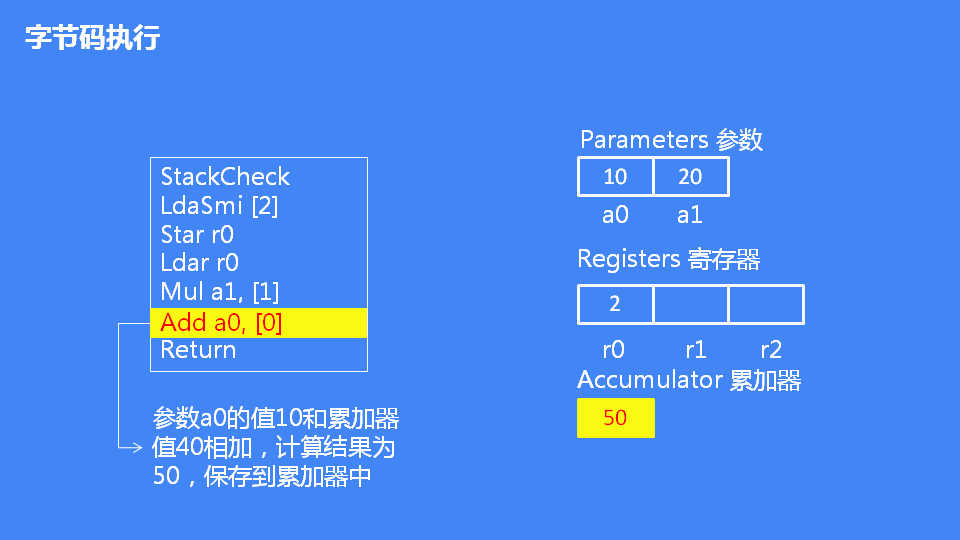 字节码执行
StackCheck
LdaSmi [2]
Star r0
Ldar r0
Mul a1, [1]
Add a0, [0]
Return
参数a0的值10和累加器
值40相加，计算结果为
50，保存到累加器中
Parameters 参数
10 20
a0 a1
Registers 寄存器
2
r0 r1 r2
Accumulator 累加器
50